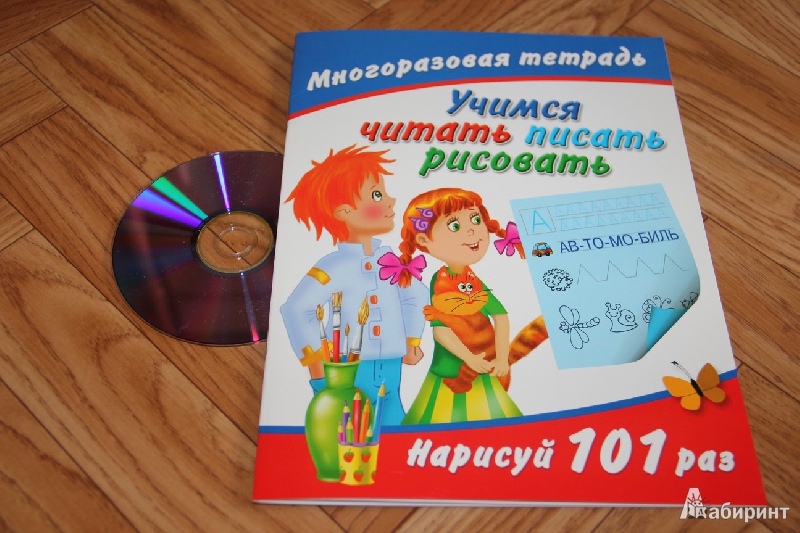 Многоразовая тетрадь
Учимся
читать писать
рисовать
А
АВ-ТО-МО-БИЛЬ
Нарисуй 101 раз
Лабиринт